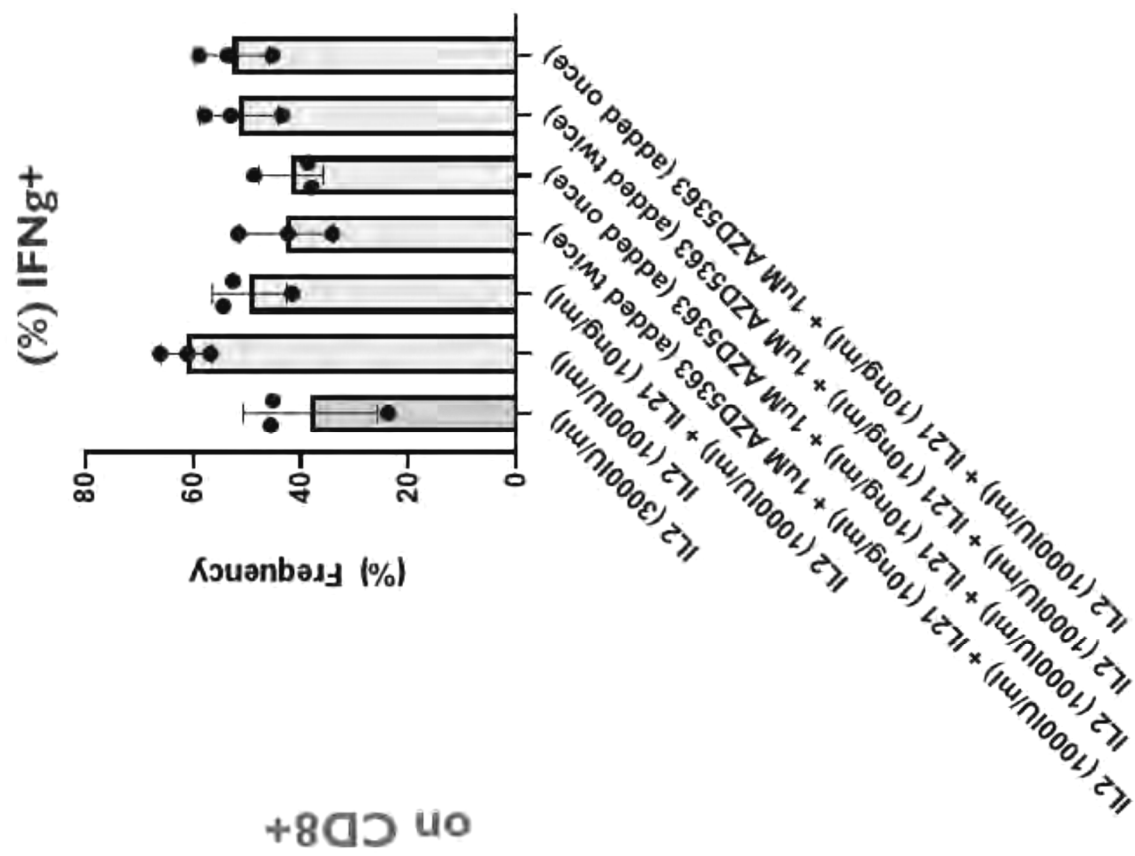 (%) IFNg+
on CD8+
(%) Frequency
80
60
40
20
0
IL2 (3000IU/ml)
IL2 (1000IU/ml)
IL2 (1000IU/ml) + IL21 (10ng/ml)
IL2 (1000IU/ml) + IL21 (10ng/ml) + 1uM AZD5363 (added twice)
IL2 (1000IU/ml) + IL21 (10ng/ml) + 1uM AZD5363 (added once)
IL2 (1000IU/ml) + IL21 (10ng/ml) + 1uM AZD5363 (added twice)
IL2 (1000IU/ml) + IL21 (10ng/ml) + 1uM AZD5363 (added once)